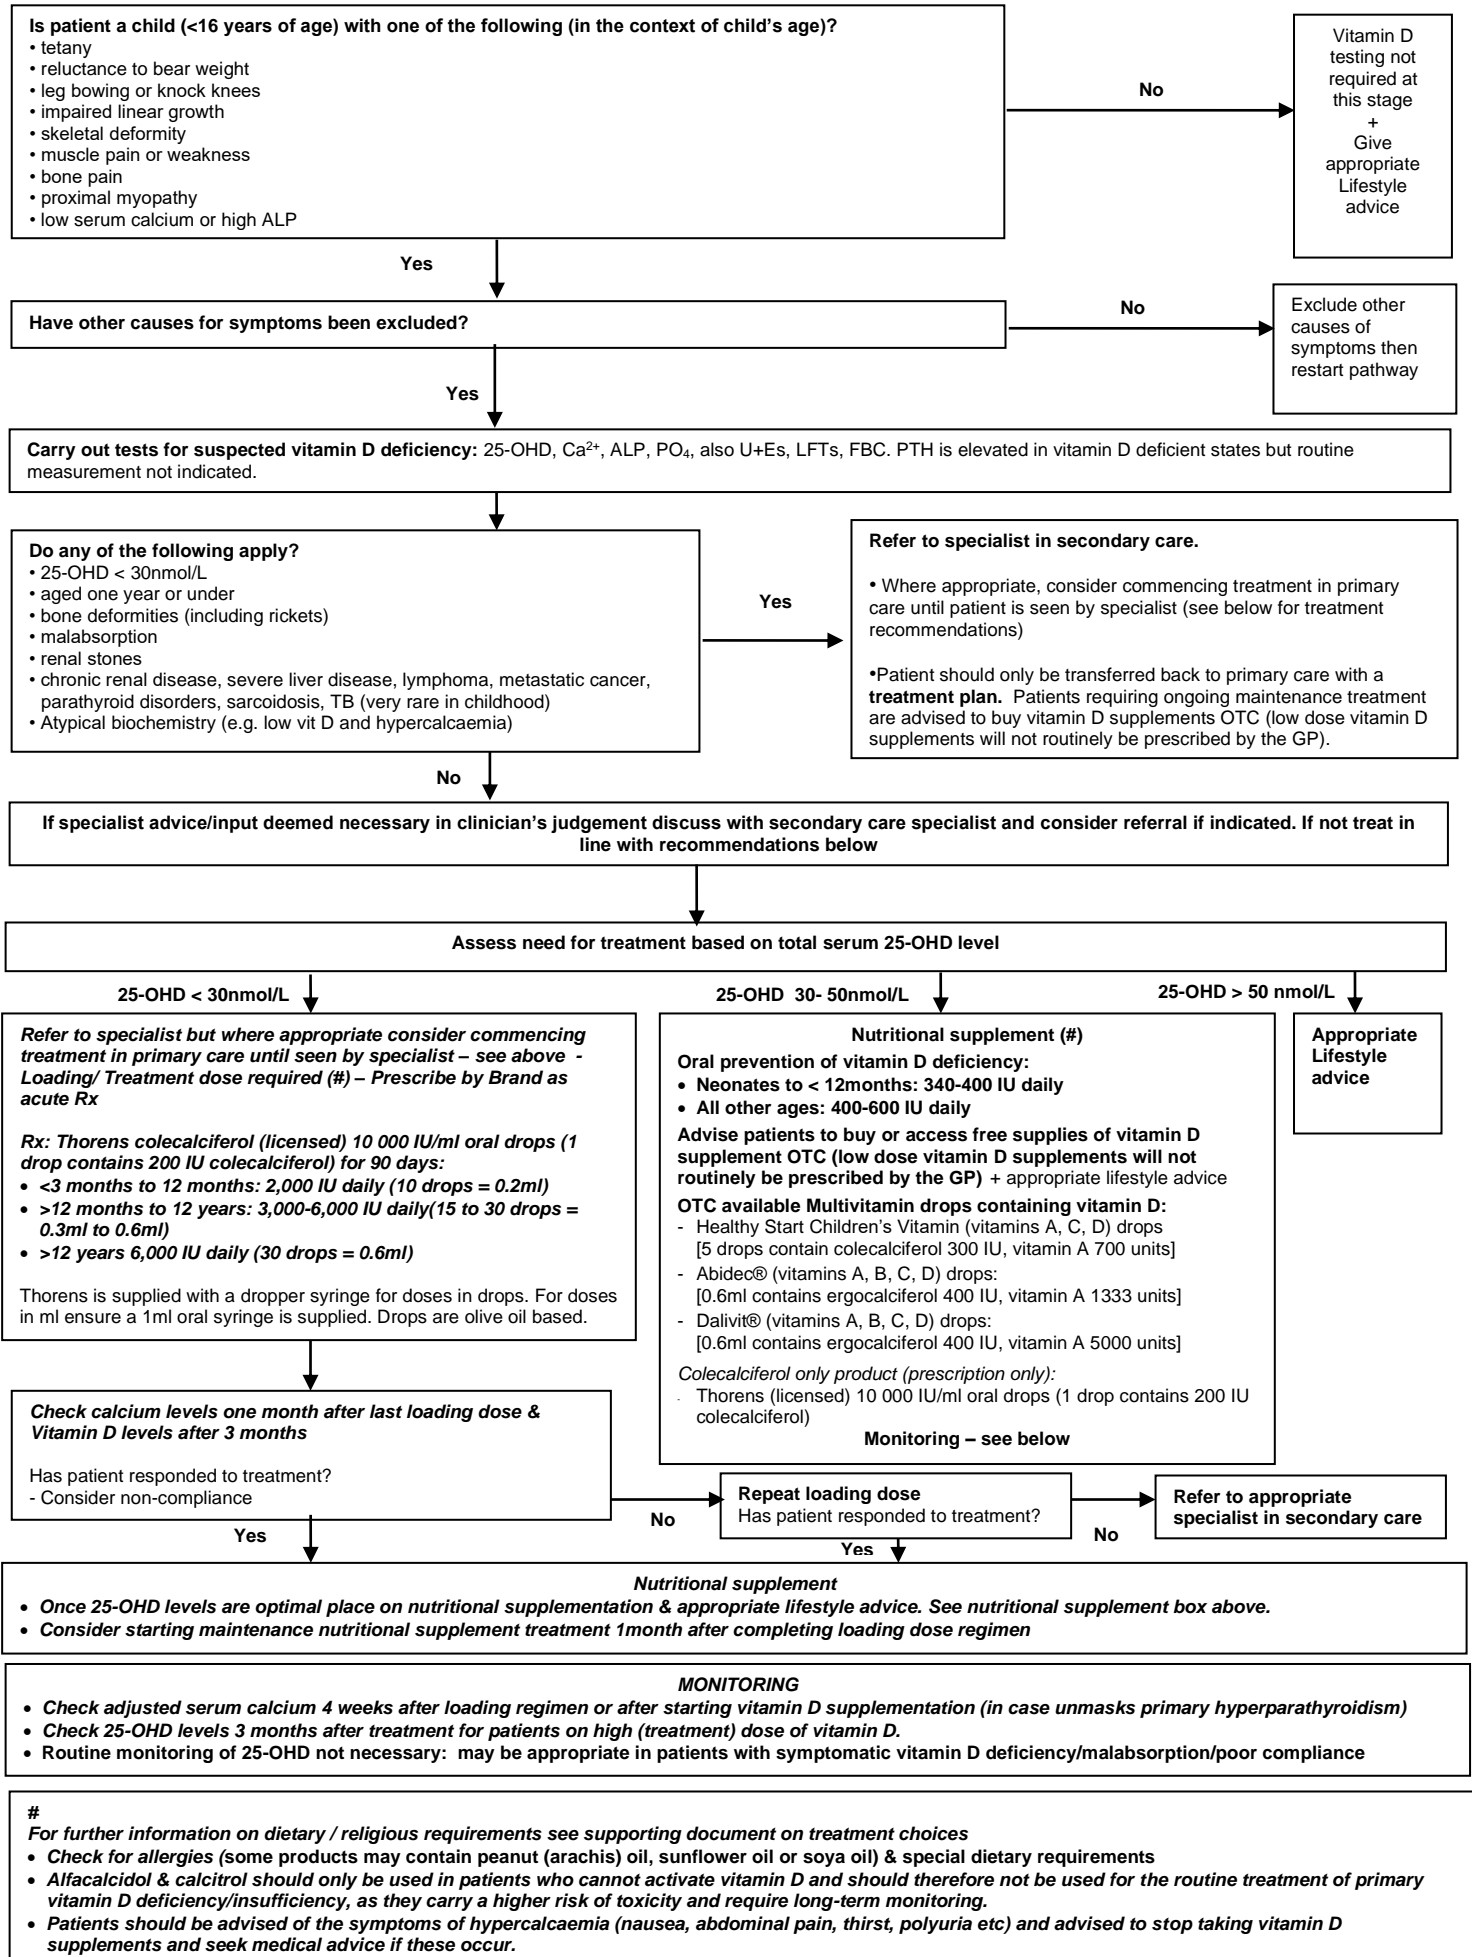 Is patient a child (<16 years of age) with one of the following (in the context of child's age)?
• tetany
• reluctance to bear weight
• leg bowing or knock knees
• impaired linear growth
• skeletal deformity
• muscle pain or weakness
• bone pain
• proximal myopathy
• low serum calcium or high ALP
No
Vitamin D
testing not
required at
this stage
+
Give
appropriate
Lifestyle
advice
Yes
Have other causes for symptoms been excluded?
No
Exclude other
causes of
symptoms then
restart pathway
Yes
Carry out tests for suspected vitamin D deficiency: 25-OHD, Ca²⁺, ALP, PO₄, also U+Es, LFTs, FBC. PTH is elevated in vitamin D deficient states but routine
measurement not indicated.
Do any of the following apply?
• 25-OHD < 30nmol/L
• aged one year or under
• bone deformities (including rickets)
• malabsorption
• renal stones
• chronic renal disease, severe liver disease, lymphoma, metastatic cancer,
parathyroid disorders, sarcoidosis, TB (very rare in childhood)
• Atypical biochemistry (e.g. low vit D and hypercalcaemia)
Yes
Refer to specialist in secondary care.
• Where appropriate, consider commencing treatment in primary
care until patient is seen by specialist (see below for treatment
recommendations)
•Patient should only be transferred back to primary care with a
treatment plan. Patients requiring ongoing maintenance treatment
are advised to buy vitamin D supplements OTC (low dose vitamin D
supplements will not routinely be prescribed by the GP).
No
If specialist advice/input deemed necessary in clinician's judgement discuss with secondary care specialist and consider referral if indicated. If not treat in
line with recommendations below
Assess need for treatment based on total serum 25-OHD level
25-OHD < 30nmol/L
25-OHD 30- 50nmol/L
25-OHD > 50 nmol/L
Refer to specialist but where appropriate consider commencing
treatment in primary care until seen by specialist – see above -
Loading/ Treatment dose required (#) – Prescribe by Brand as
acute Rx
Rx: Thorens colecalciferol (licensed) 10 000 IU/ml oral drops (1
drop contains 200 IU colecalciferol) for 90 days:
• <3 months to 12 months: 2,000 IU daily (10 drops = 0.2ml)
• >12 months to 12 years: 3,000-6,000 IU daily(15 to 30 drops =
0.3ml to 0.6ml)
• >12 years 6,000 IU daily (30 drops = 0.6ml)
Thorens is supplied with a dropper syringe for doses in drops. For doses
in ml ensure a 1ml oral syringe is supplied. Drops are olive oil based.
Nutritional supplement (#)
Oral prevention of vitamin D deficiency:
• Neonates to < 12months: 340-400 IU daily
• All other ages: 400-600 IU daily
Advise patients to buy or access free supplies of vitamin D
supplement OTC (low dose vitamin D supplements will not
routinely be prescribed by the GP) + appropriate lifestyle advice
OTC available Multivitamin drops containing vitamin D:
- Healthy Start Children's Vitamin (vitamins A, C, D) drops
[5 drops contain colecalciferol 300 IU, vitamin A 700 units]
- Abidec® (vitamins A, B, C, D) drops:
[0.6ml contains ergocalciferol 400 IU, vitamin A 1333 units]
- Dalivit® (vitamins A, B, C, D) drops:
[0.6ml contains ergocalciferol 400 IU, vitamin A 5000 units]
Colecalciferol only product (prescription only):
- Thorens (licensed) 10 000 IU/ml oral drops (1 drop contains 200 IU
colecalciferol)
Monitoring – see below
Appropriate
Lifestyle
advice
Check calcium levels one month after last loading dose &
Vitamin D levels after 3 months
Has patient responded to treatment?
- Consider non-compliance
No
Repeat loading dose
Has patient responded to treatment?
No
Refer to appropriate
specialist in secondary care
Yes
Yes
Nutritional supplement
• Once 25-OHD levels are optimal place on nutritional supplementation & appropriate lifestyle advice. See nutritional supplement box above.
• Consider starting maintenance nutritional supplement treatment 1month after completing loading dose regimen
MONITORING
• Check adjusted serum calcium 4 weeks after loading regimen or after starting vitamin D supplementation (in case unmasks primary hyperparathyroidism)
• Check 25-OHD levels 3 months after treatment for patients on high (treatment) dose of vitamin D.
• Routine monitoring of 25-OHD not necessary: may be appropriate in patients with symptomatic vitamin D deficiency/malabsorption/poor compliance
#
For further information on dietary / religious requirements see supporting document on treatment choices
• Check for allergies (some products may contain peanut (arachis) oil, sunflower oil or soya oil) & special dietary requirements
• Alfacalcidol & calcitrol should only be used in patients who cannot activate vitamin D and should therefore not be used for the routine treatment of primary
vitamin D deficiency/insufficiency, as they carry a higher risk of toxicity and require long-term monitoring.
• Patients should be advised of the symptoms of hypercalcaemia (nausea, abdominal pain, thirst, polyuria etc) and advised to stop taking vitamin D
supplements and seek medical advice if these occur.